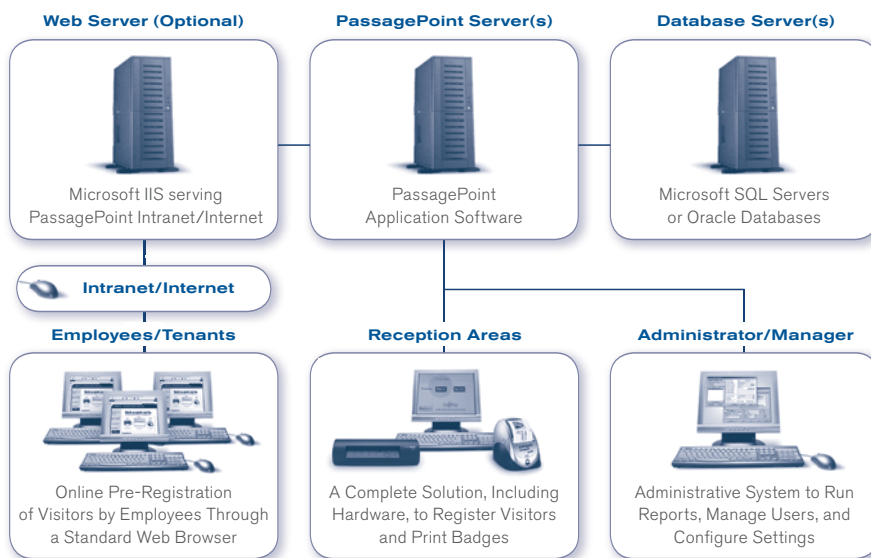 Web Server (Optional)
PassagePoint Server(s)
Database Server(s)
Microsoft IIS serving
PassagePoint Intranet/Internet
PassagePoint
Application Software
Microsoft SQL Servers
or Oracle Databases
Intranet/Internet
Employees/Tenants
Reception Areas
Administrator/Manager
Online Pre-Registration
of Visitors by Employees Through
a Standard Web Browser
A Complete Solution, Including
Hardware, to Register Visitors
and Print Badges
Administrative System to Run
Reports, Manage Users, and
Configure Settings